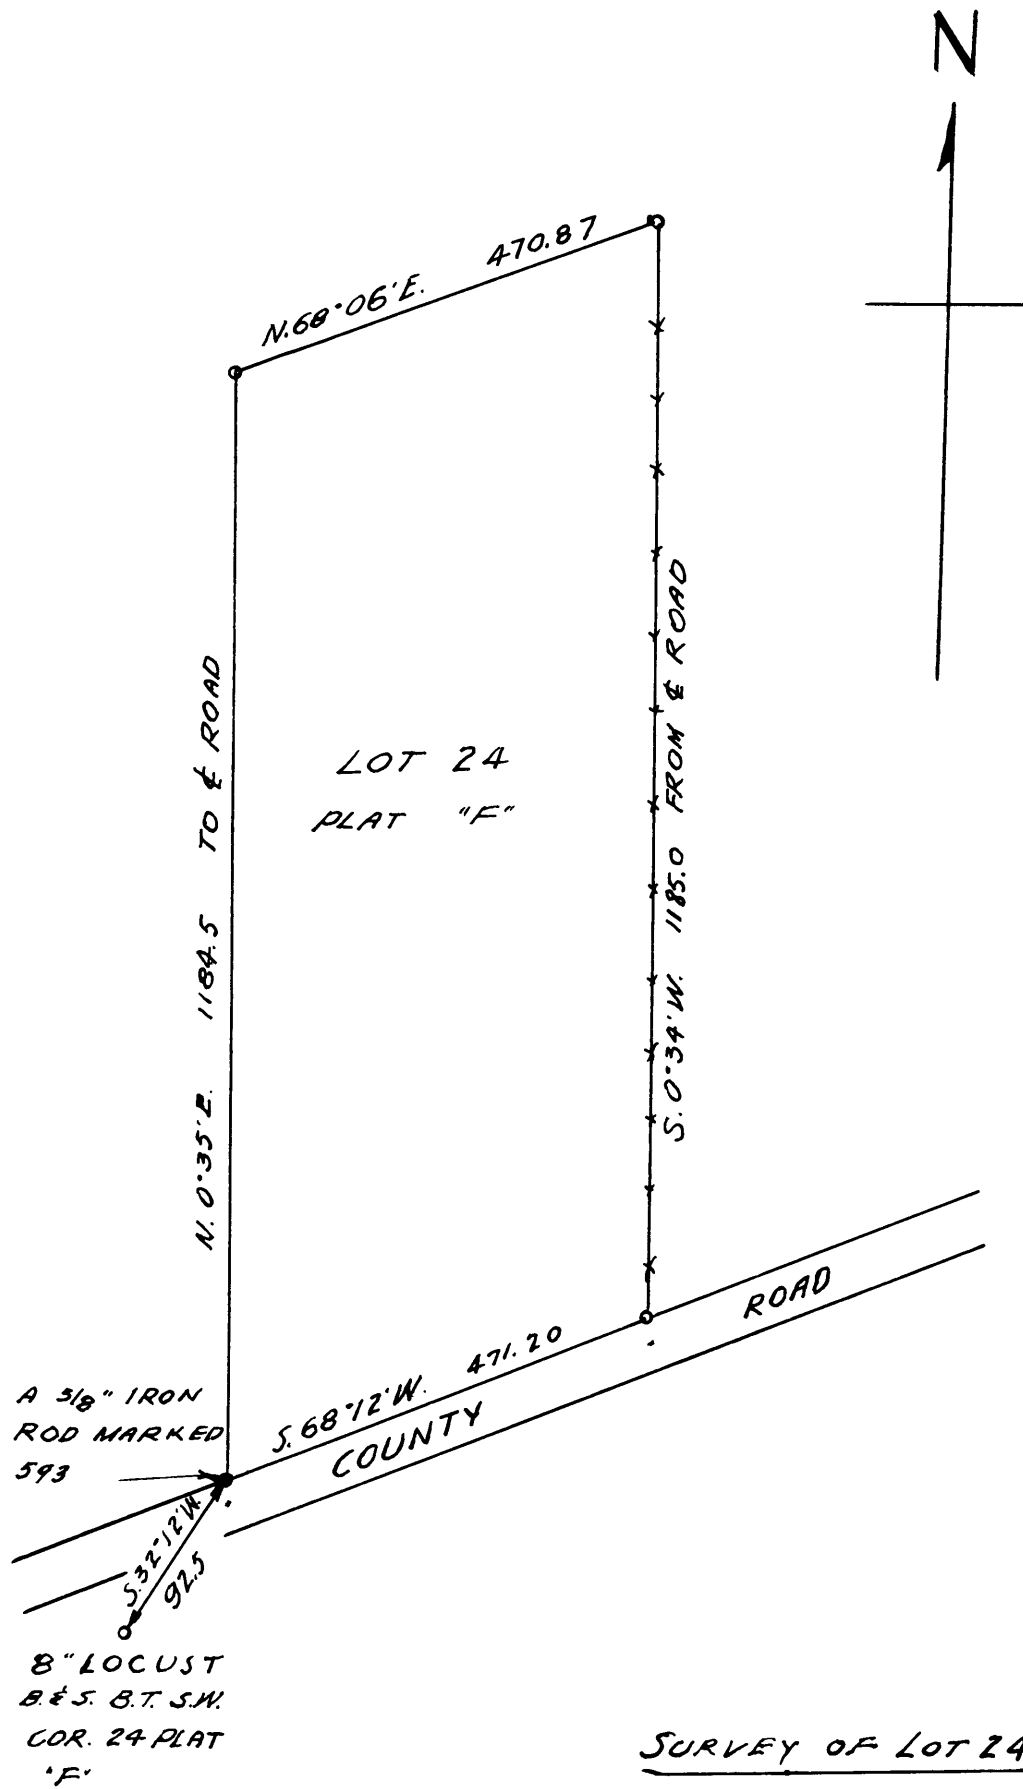 N
N. 68°06' E. 470.87
N. 0°35' E. 1184.5 TO ℄ ROAD
LOT 24
PLAT "F"
S. 0°34' W. 1185.0 FROM ℄ ROAD
S. 68°12' W. 471.20
COUNTY ROAD
A 5/8" IRON
ROD MARKED
593
S. 32°12' W.
92.5
8" LOCUST
B. & S. B.T. S.W.
COR. 24 PLAT
"F"
SURVEY OF LOT 24